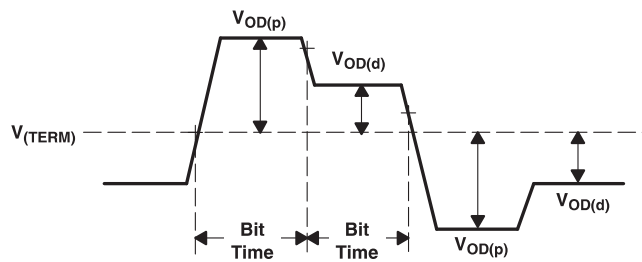 VOD(p)
VOD(d)
V(TERM)
Bit
Time
Bit
Time
VOD(p)
VOD(d)